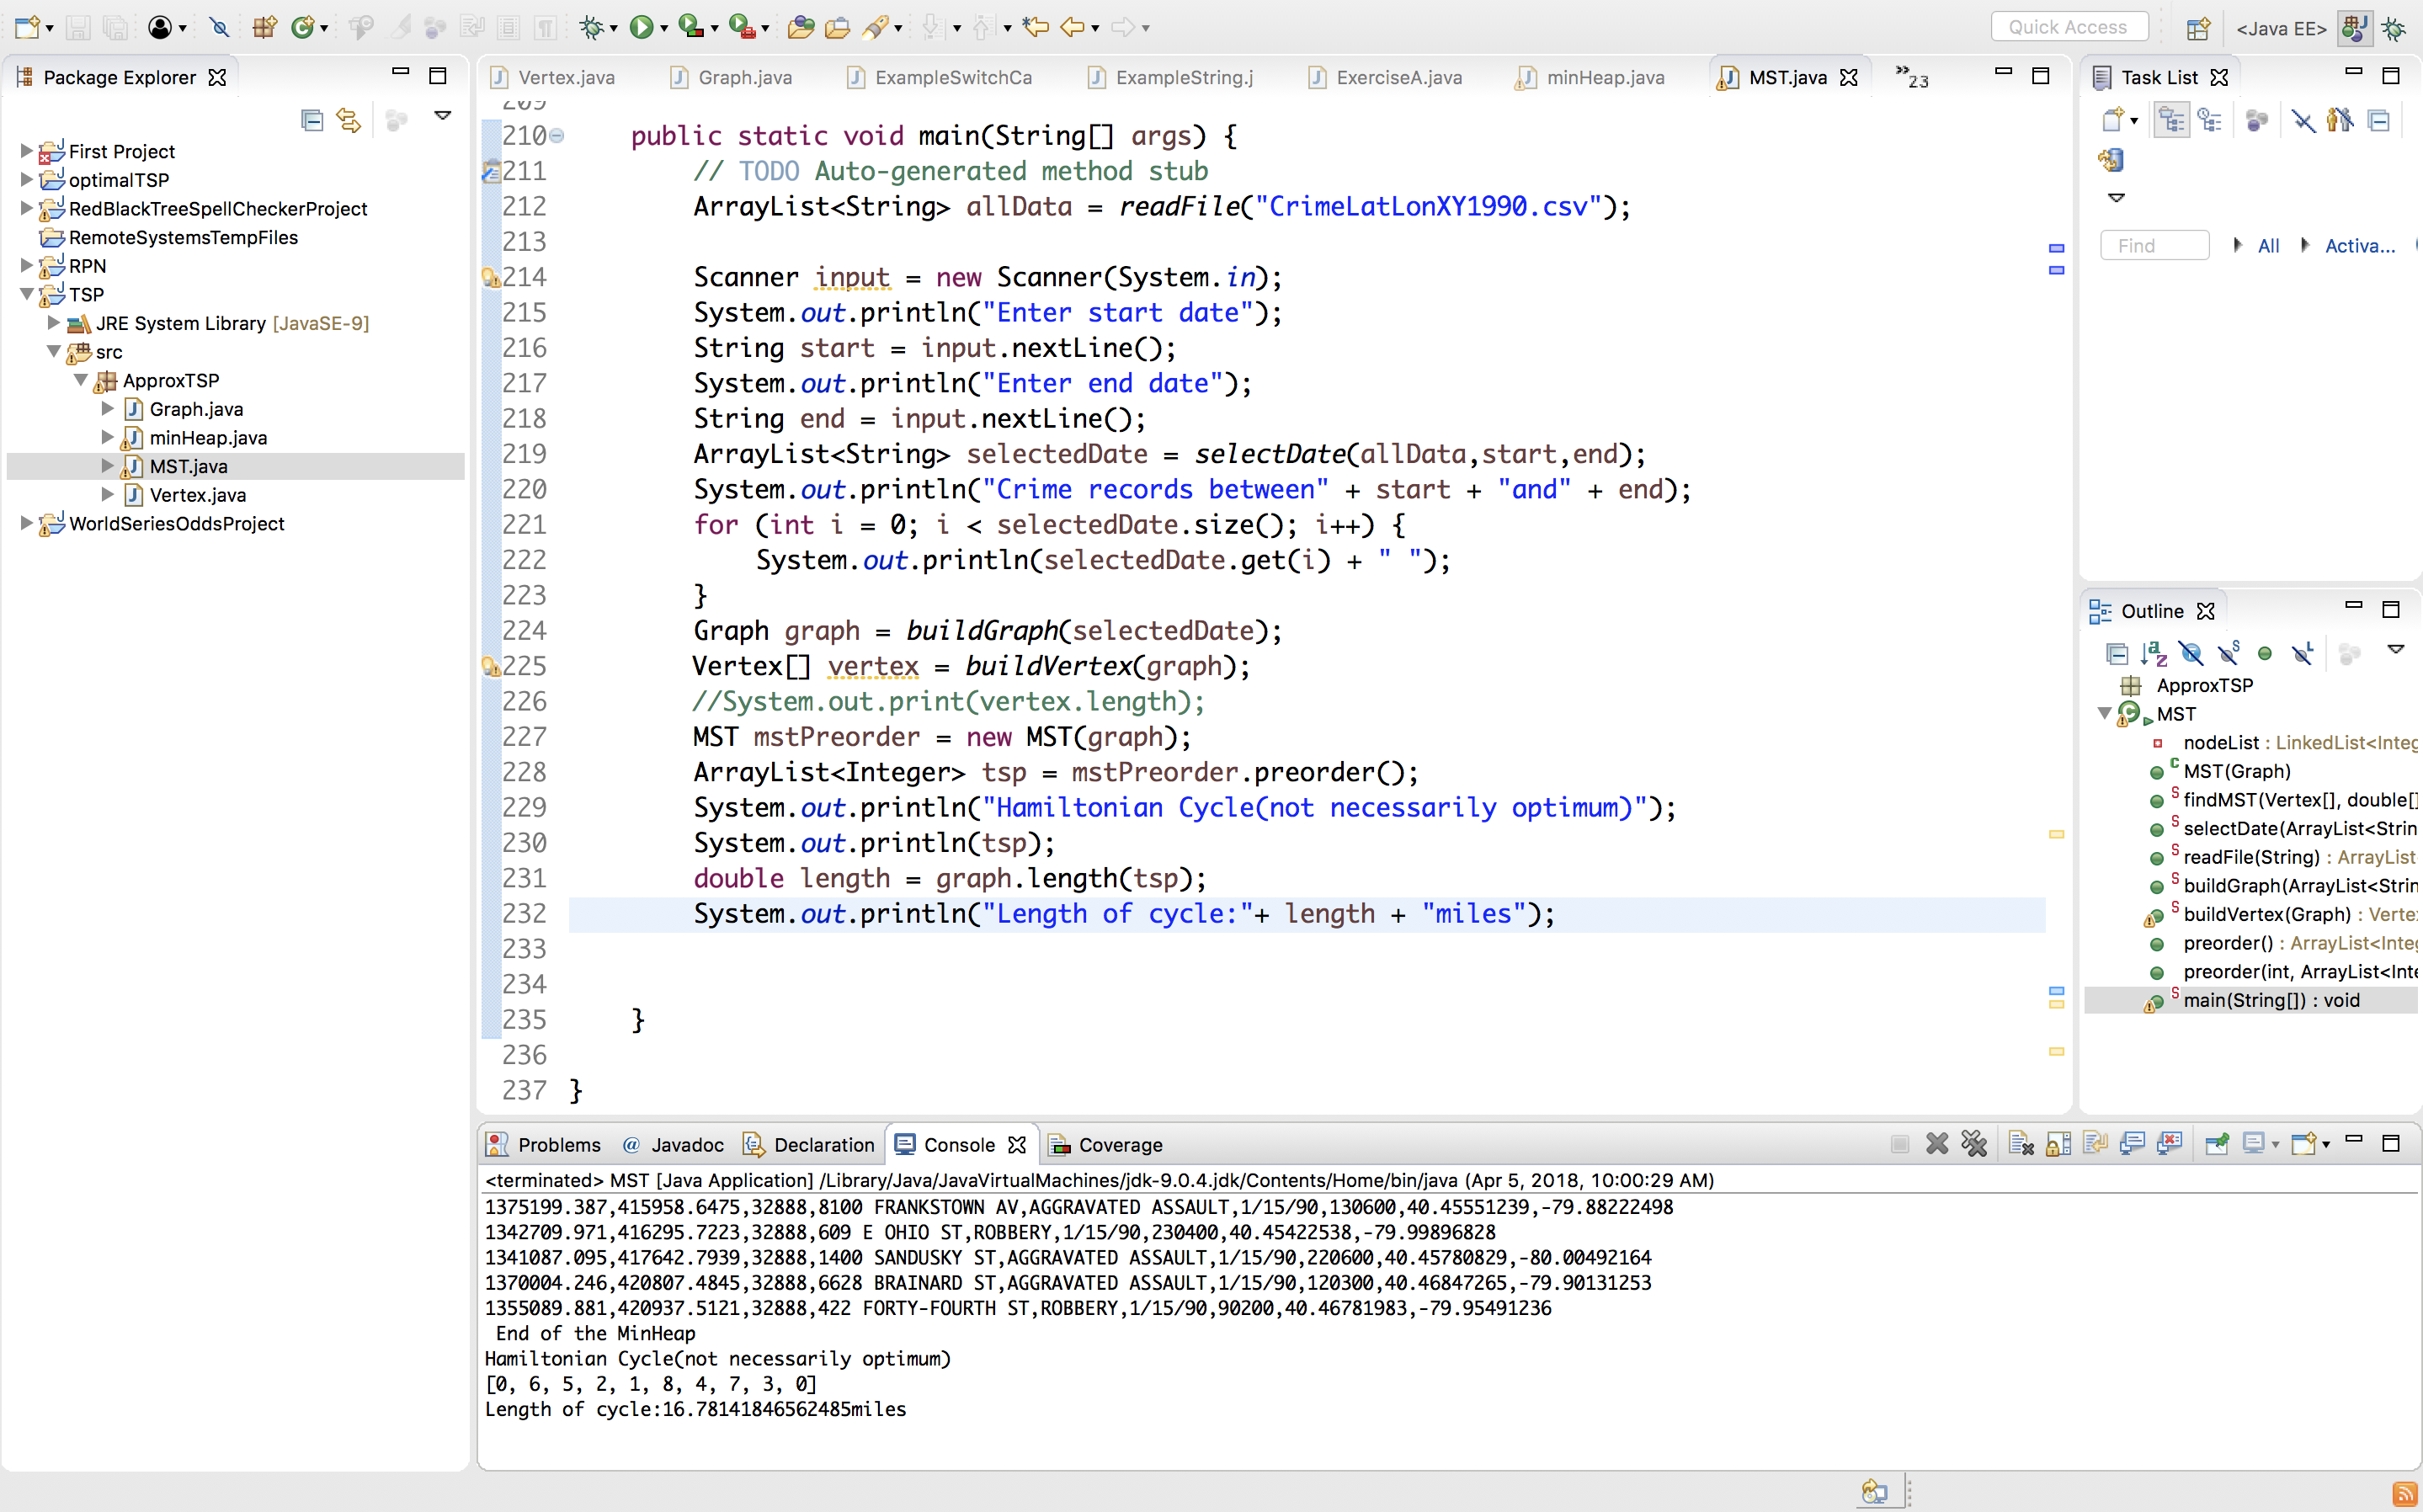 Quick Access
<Java EE>
Package Explorer
First Project
optimalTSP
RedBlackTreeSpellCheckerProject
RemoteSystemsTempFiles
RPN
TSP
JRE System Library [JavaSE-9]
src
ApproxTSP
Graph.java
minHeap.java
MST.java
Vertex.java
WorldSeriesOddsProject
Vertex.java
Graph.java
ExampleSwitchCa
ExampleString.j
ExerciseA.java
minHeap.java
MST.java
»23
209
210 public static void main(String[] args) {
211 // TODO Auto-generated method stub
212 ArrayList<String> allData = readFile("CrimeLatLonXY1990.csv");
213
214 Scanner input = new Scanner(System.in);
215 System.out.println("Enter start date");
216 String start = input.nextLine();
217 System.out.println("Enter end date");
218 String end = input.nextLine();
219 ArrayList<String> selectedDate = selectDate(allData,start,end);
220 System.out.println("Crime records between" + start + "and" + end);
221 for (int i = 0; i < selectedDate.size(); i++) {
222 System.out.println(selectedDate.get(i) + " ");
223 }
224 Graph graph = buildGraph(selectedDate);
225 Vertex[] vertex = buildVertex(graph);
226 //System.out.print(vertex.length);
227 MST mstPreorder = new MST(graph);
228 ArrayList<Integer> tsp = mstPreorder.preorder();
229 System.out.println("Hamiltonian Cycle(not necessarily optimum)");
230 System.out.println(tsp);
231 double length = graph.length(tsp);
232 System.out.println("Length of cycle:"+ length + "miles");
233
234
235 }
236
237 }
Task List
Find
All
Activa...
Outline
ApproxTSP
MST
nodeList : LinkedList<Integ
MST(Graph)
findMST(Vertex[], double[]
selectDate(ArrayList<Strin
readFile(String) : ArrayList
buildGraph(ArrayList<Strin
buildVertex(Graph) : Verte
preorder() : ArrayList<Inte
preorder(int, ArrayList<Int
main(String[]) : void
Problems
Javadoc
Declaration
Console
Coverage
<terminated> MST [Java Application] /Library/Java/JavaVirtualMachines/jdk-9.0.4.jdk/Contents/Home/bin/java (Apr 5, 2018, 10:00:29 AM)
1375199.387,415958.6475,32888,8100 FRANKSTOWN AV,AGGRAVATED ASSAULT,1/15/90,130600,40.45551239,-79.88222498
1342709.971,416295.7223,32888,609 E OHIO ST,ROBBERY,1/15/90,230400,40.45422538,-79.99896828
1341087.095,417642.7939,32888,1400 SANDUSKY ST,AGGRAVATED ASSAULT,1/15/90,220600,40.45780829,-80.00492164
1370004.246,420807.4845,32888,6628 BRAINARD ST,AGGRAVATED ASSAULT,1/15/90,120300,40.46847265,-79.90131253
1355089.881,420937.5121,32888,422 FORTY-FOURTH ST,ROBBERY,1/15/90,90200,40.46781983,-79.95491236
End of the MinHeap
Hamiltonian Cycle(not necessarily optimum)
[0, 6, 5, 2, 1, 8, 4, 7, 3, 0]
Length of cycle:16.78141846562485miles